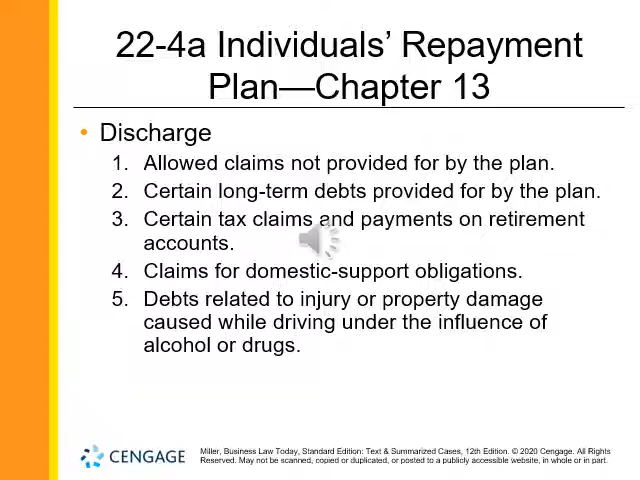 22-4a Individuals’ Repayment
Plan—Chapter 13
• Discharge
1. Allowed claims not provided for by the plan.
2. Certain long-term debts provided for by the plan.
3. Certain tax claims and payments on retirement
accounts.
4. Claims for domestic-support obligations.
5. Debts related to injury or property damage
caused while driving under the influence of
alcohol or drugs.
CENGAGE
Miller, Business Law Today, Standard Edition: Text & Summarized Cases, 12th Edition. © 2020 Cengage. All Rights
Reserved. May not be scanned, copied or duplicated, or posted to a publicly accessible website, in whole or in part.